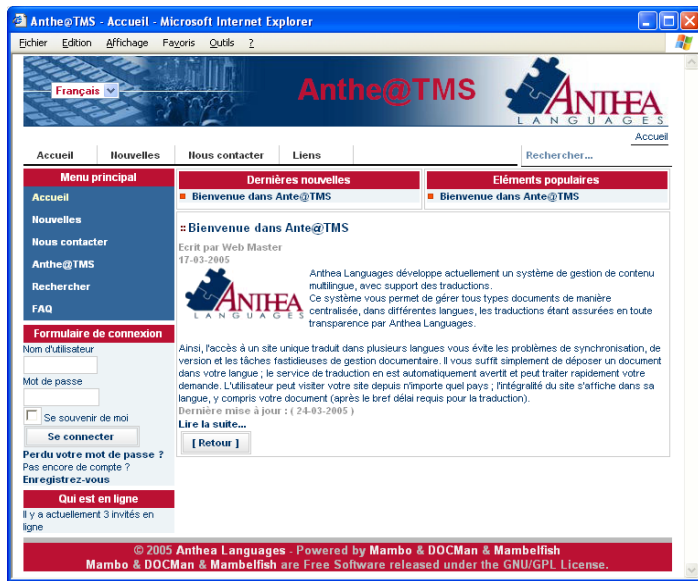 Anthe@TMS - Accueil - Microsoft Internet Explorer
Fichier Edition Affichage Favoris Outils ?
Français
Anthe@TMS
ANTHEA
LANGUAGES
Accueil
Accueil Nouvelles Nous contacter Liens
Rechercher...
Menu principal
Accueil
Nouvelles
Nous contacter
Anthe@TMS
Rechercher
FAQ
Formulaire de connexion
Nom d'utilisateur
Mot de passe
Se souvenir de moi
Se connecter
Perdu votre mot de passe ?
Pas encore de compte ?
Enregistrez-vous
Qui est en ligne
Il y a actuellement 3 invités en
ligne
Dernières nouvelles
Bienvenue dans Ante@TMS
Eléments populaires
Bienvenue dans Ante@TMS
:: Bienvenue dans Ante@TMS
Ecrit par Web Master
17-03-2005
ANTHEA
LANGUAGES
Anthea Languages développe actuellement un système de gestion de contenu
multilingue, avec support des traductions.
Ce système vous permet de gérer tous types documents de manière
centralisée, dans différentes langues, les traductions étant assurées en toute
transparence par Anthea Languages.
Ainsi, l'accès à un site unique traduit dans plusieurs langues vous évite les problèmes de synchronisation, de
version et les tâches fastidieuses de gestion documentaire. Il vous suffit simplement de déposer un document
dans votre langue ; le service de traduction en est automatiquement avertit et peut traiter rapidement votre
demande. L'utilisateur peut visiter votre site depuis n'importe quel pays ; l'intégralité du site s'affiche dans sa
langue, y compris votre document (après le bref délai requis pour la traduction).
Dernière mise à jour : ( 24-03-2005 )
Lire la suite...
[ Retour ]
© 2005 Anthea Languages - Powered by Mambo & DOCMan & Mambelfish
Mambo & DOCMan & Mambelfish are Free Software released under the GNU/GPL License.